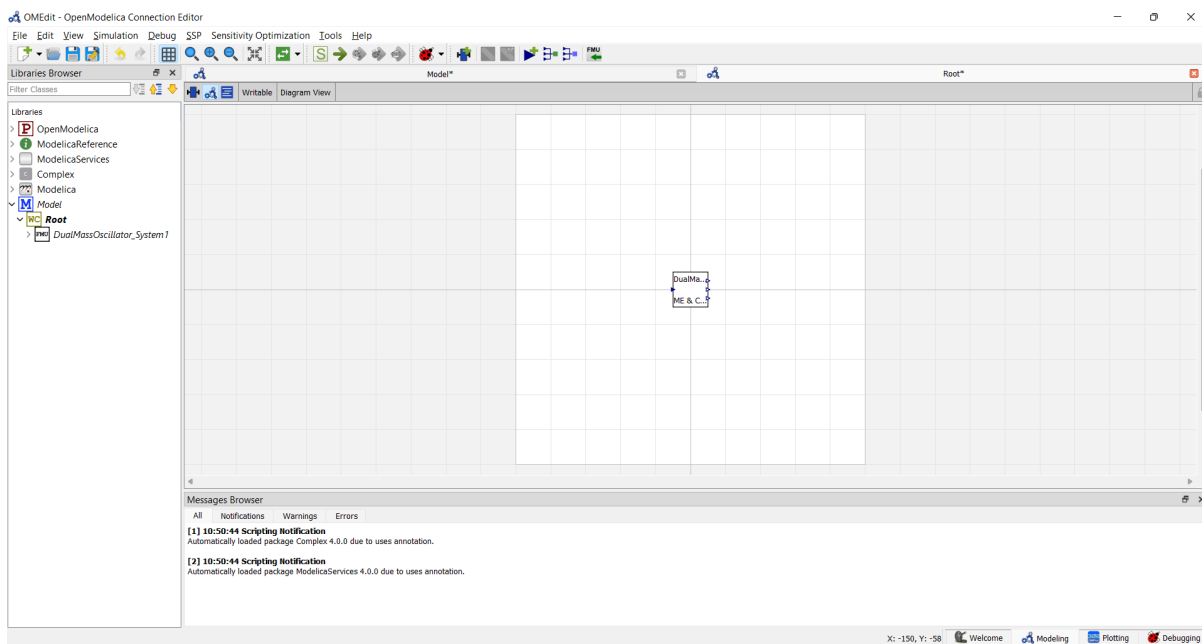 OMEdit - OpenModelica Connection Editor
File Edit View Simulation Debug SSP Sensitivity Optimization Tools Help
S FMU
Libraries Browser
Model*
Root*
Filter Classes
Writable Diagram View
Libraries
P OpenModelica
i ModelicaReference
ModelicaServices
C Complex
Modelica
M Model
WC Root
FMU DualMassOscillator_System1
DualMa...
ME & C...
Messages Browser
All Notifications Warnings Errors
[1] 10:50:44 Scripting Notification
Automatically loaded package Complex 4.0.0 due to uses annotation.
[2] 10:50:44 Scripting Notification
Automatically loaded package ModelicaServices 4.0.0 due to uses annotation.
X: -150, Y: -58 Welcome Modeling Plotting Debugging